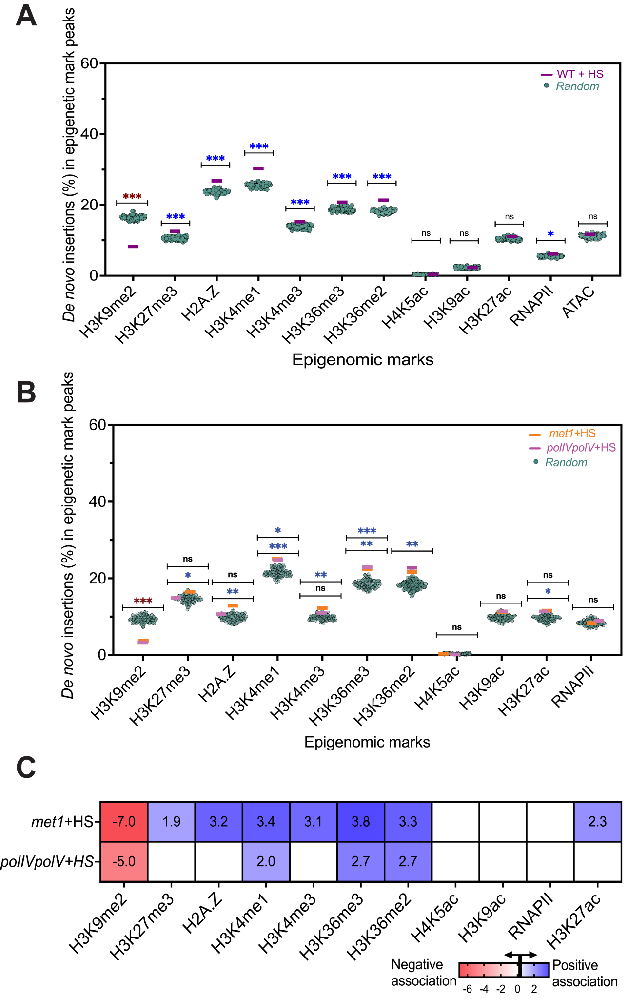 A
De novo insertions (%) in epigenetic mark peaks
60
40
20
0
WT + HS
Random
***
***
***
***
***
***
***
ns
ns
ns
*
ns
H3K9me2
H3K27me3
H2A.Z
H3K4me1
H3K4me3
H3K36me3
H3K36me2
H4K5ac
H3K9ac
H3K27ac
RNAPII
ATAC
Epigenomic marks
B
De novo insertions (%) in epigenetic mark peaks
60
40
20
0
met1+HS
polIVpolV+HS
Random
***
ns
*
ns
**
*
***
**
ns
***
**
**
ns
ns
ns
*
ns
H3K9me2
H3K27me3
H2A.Z
H3K4me1
H3K4me3
H3K36me3
H3K36me2
H4K5ac
H3K9ac
H3K27ac
RNAPII
Epigenomic marks
C
met1+HS -7.0 1.9 3.2 3.4 3.1 3.8 3.3 2.3
polIVpolV+HS -5.0 2.0 2.7 2.7
H3K9me2
H3K27me3
H2A.Z
H3K4me1
H3K4me3
H3K36me3
H3K36me2
H4K5ac
H3K9ac
RNAPII
H3K27ac
Negative
association
-6 -4 -2 0 2
Positive
association